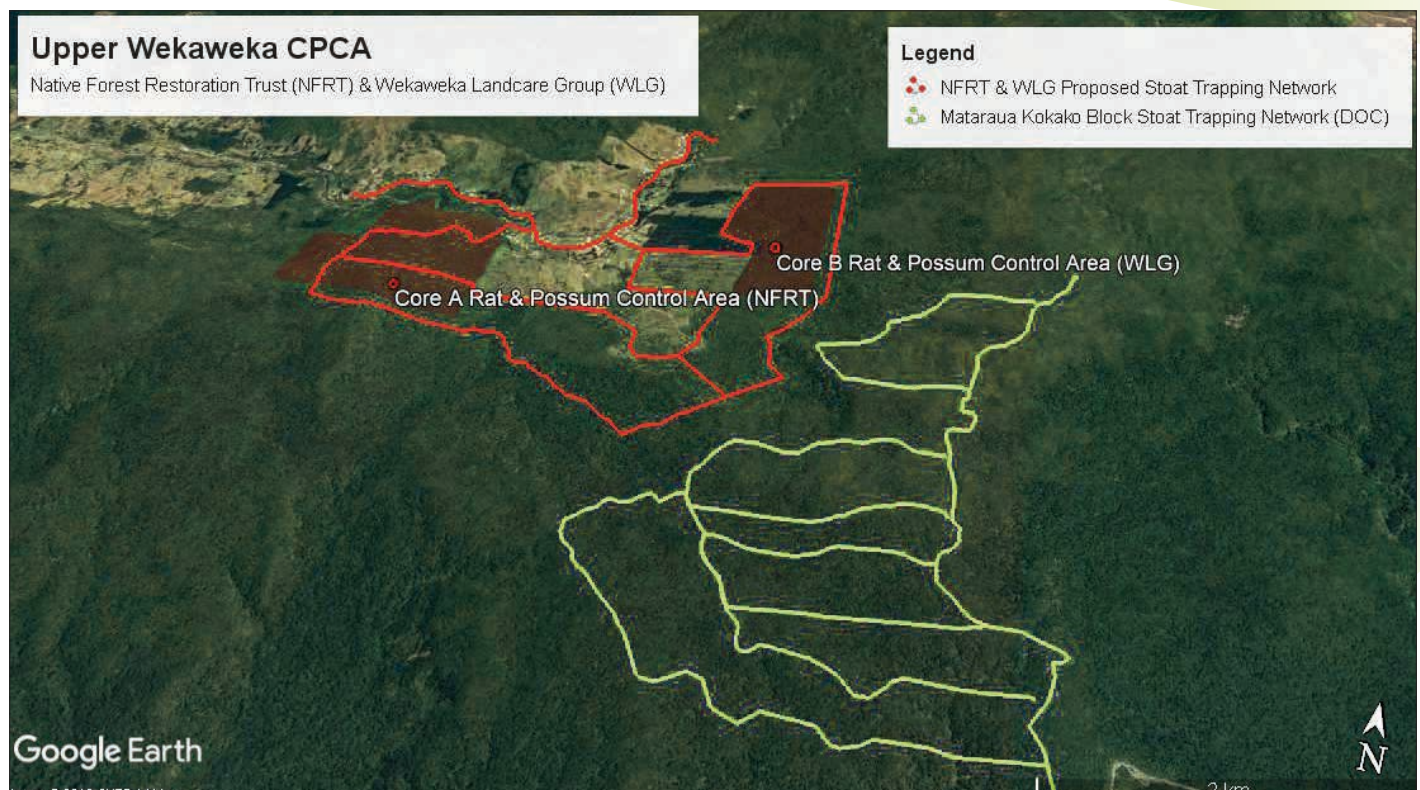 Upper Wekaweka CPCA
Native Forest Restoration Trust (NFRT) & Wekaweka Landcare Group (WLG)
Legend
NFRT & WLG Proposed Stoat Trapping Network
Mataraua Kokako Block Stoat Trapping Network (DOC)
Core B Rat & Possum Control Area (WLG)
Core A Rat & Possum Control Area (NFRT)
Google Earth
N
2 km